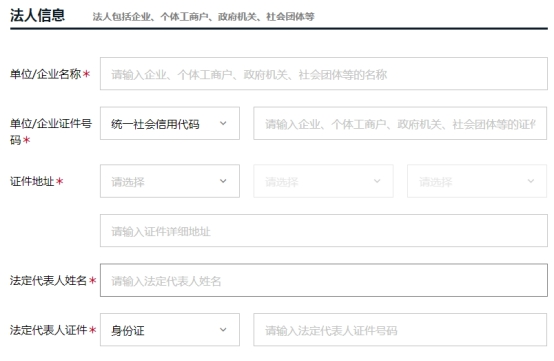 法人信息 法人包括企业、个体工商户、政府机关、社会团体等
单位/企业名称* 请输入企业、个体工商户、政府机关、社会团体等的名称
单位/企业证件号 统一社会信用代码 请输入企业、个体工商户、政府机关、社会团体等的证件
码*
证件地址* 请选择 请选择 请选择
请输入证件详细地址
法定代表人姓名* 请输入法定代表人姓名
法定代表人证件* 身份证 请输入法定代表人证件号码